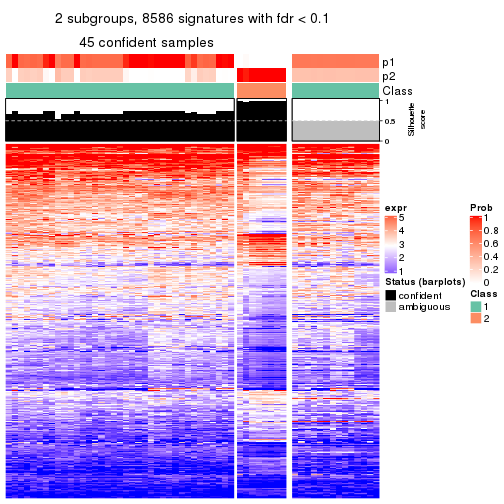 2 subgroups, 8586 signatures with fdr < 0.1
45 confident samples
p1
p2
Class
1
0.5
0
Silhouette
score
expr
5
4
3
2
1
Status (barplots)
confident
ambiguous
Prob
1
0.8
0.6
0.4
0.2
0
Class
1
2